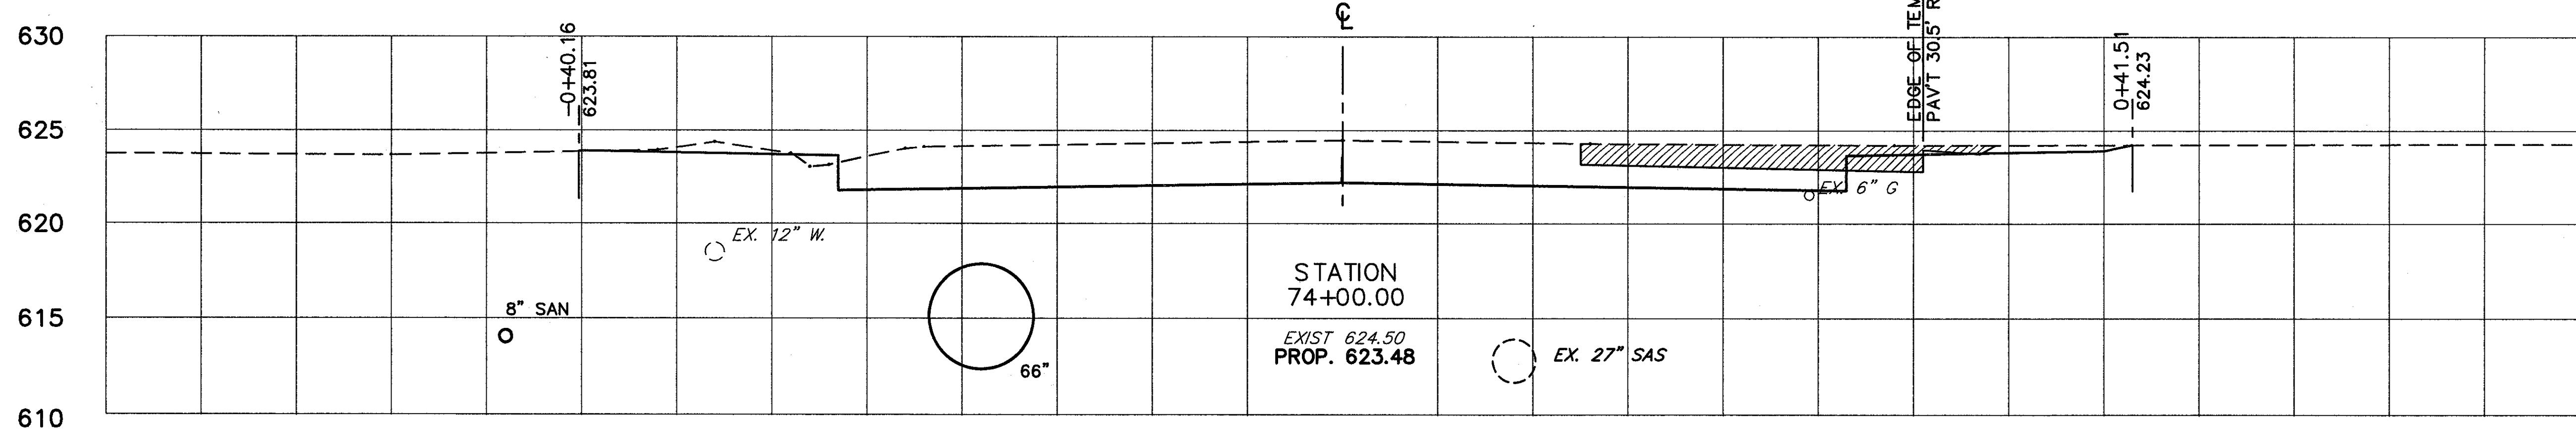 ℄
630
625
620
615
610
-0+40.16
623.81
EDGE OF TEM
PAV'T 30.5' R
0+41.51
624.23
EX. 6" G
EX. 12" W.
8" SAN
66"
STATION
74+00.00
EXIST 624.50
PROP. 623.48
EX. 27" SAS